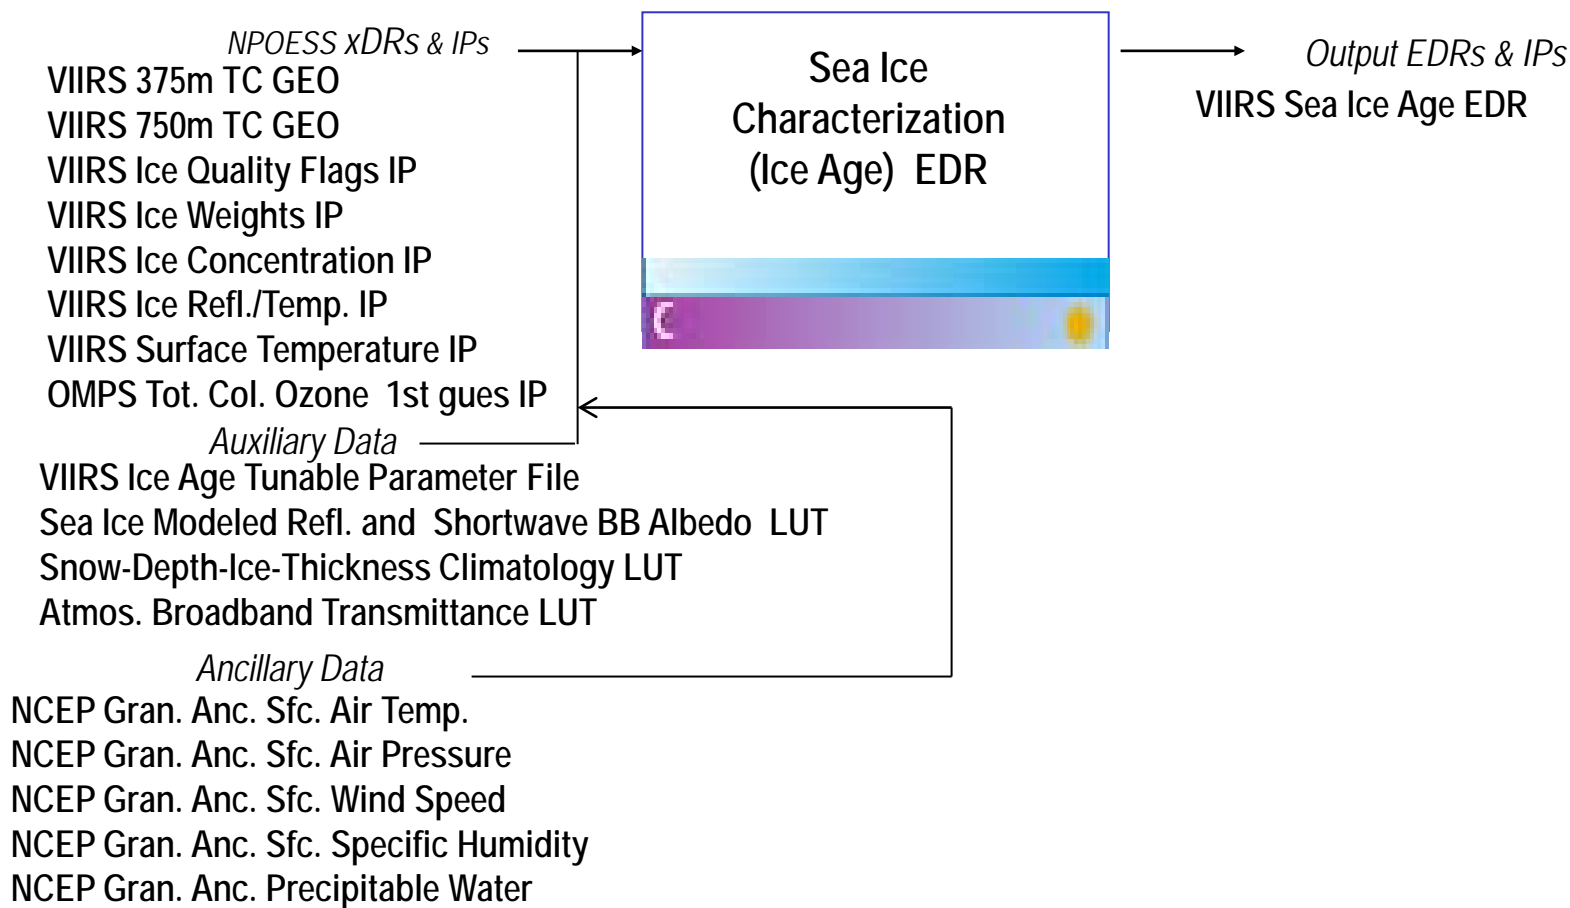 NPOESS xDRs & IPs
VIIRS 375m TC GEO
VIIRS 750m TC GEO
VIIRS Ice Quality Flags IP
VIIRS Ice Weights IP
VIIRS Ice Concentration IP
VIIRS Ice Refl./Temp. IP
VIIRS Surface Temperature IP
OMPS Tot. Col. Ozone 1st gues IP
Auxiliary Data
VIIRS Ice Age Tunable Parameter File
Sea Ice Modeled Refl. and Shortwave BB Albedo LUT
Snow-Depth-Ice-Thickness Climatology LUT
Atmos. Broadband Transmittance LUT
Ancillary Data
NCEP Gran. Anc. Sfc. Air Temp.
NCEP Gran. Anc. Sfc. Air Pressure
NCEP Gran. Anc. Sfc. Wind Speed
NCEP Gran. Anc. Sfc. Specific Humidity
NCEP Gran. Anc. Precipitable Water
Sea Ice
Characterization
(Ice Age) EDR
Output EDRs & IPs
VIIRS Sea Ice Age EDR